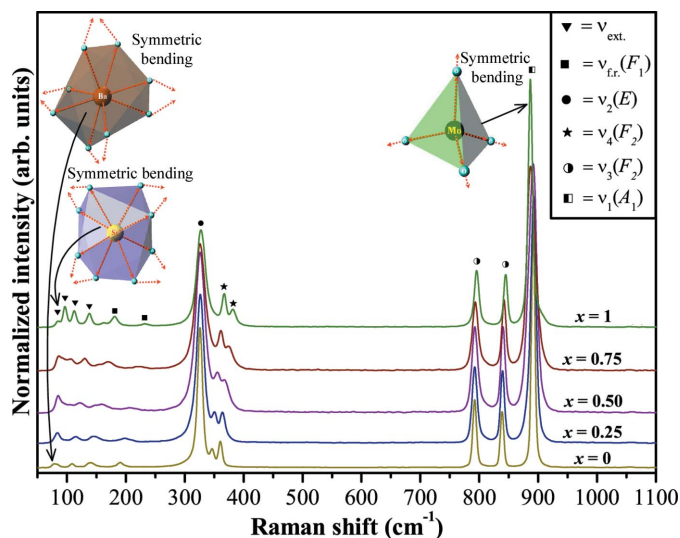 Normalized intensity (arb. units)
Symmetric
bending
Ba
Symmetric bending
Symmetric
bending
Mo
▼ = ν ext.
■ = ν f.r.(F₁)
● = ν₂(E)
★ = ν₄(F₂)
◑ = ν₃(F₂)
◧ = ν₁(A₁)
x = 1
x = 0.75
x = 0.50
x = 0.25
x = 0
100 200 300 400 500 600 700 800 900 1000 1100
Raman shift (cm⁻¹)